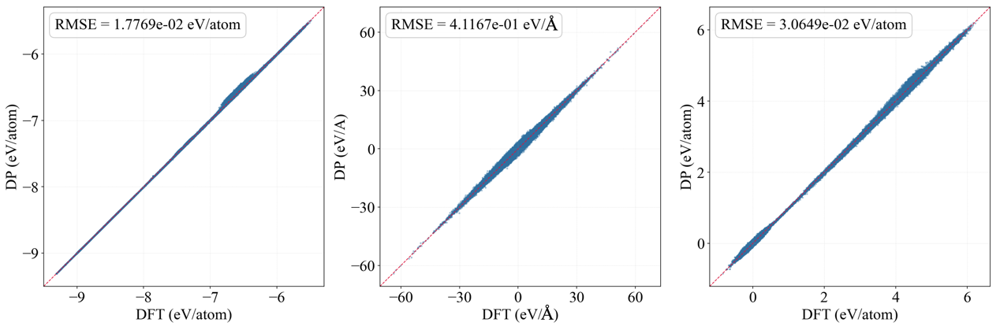 RMSE = 1.7769e-02 eV/atom
−6
−7
−8
−9
DP (eV/atom)
−9 −8 −7 −6
DFT (eV/atom)
RMSE = 4.1167e-01 eV/Å
60
30
0
−30
−60
DP (eV/A)
−60 −30 0 30 60
DFT (eV/Å)
RMSE = 3.0649e-02 eV/atom
6
4
2
0
DP (eV/atom)
0 2 4 6
DFT (eV/atom)